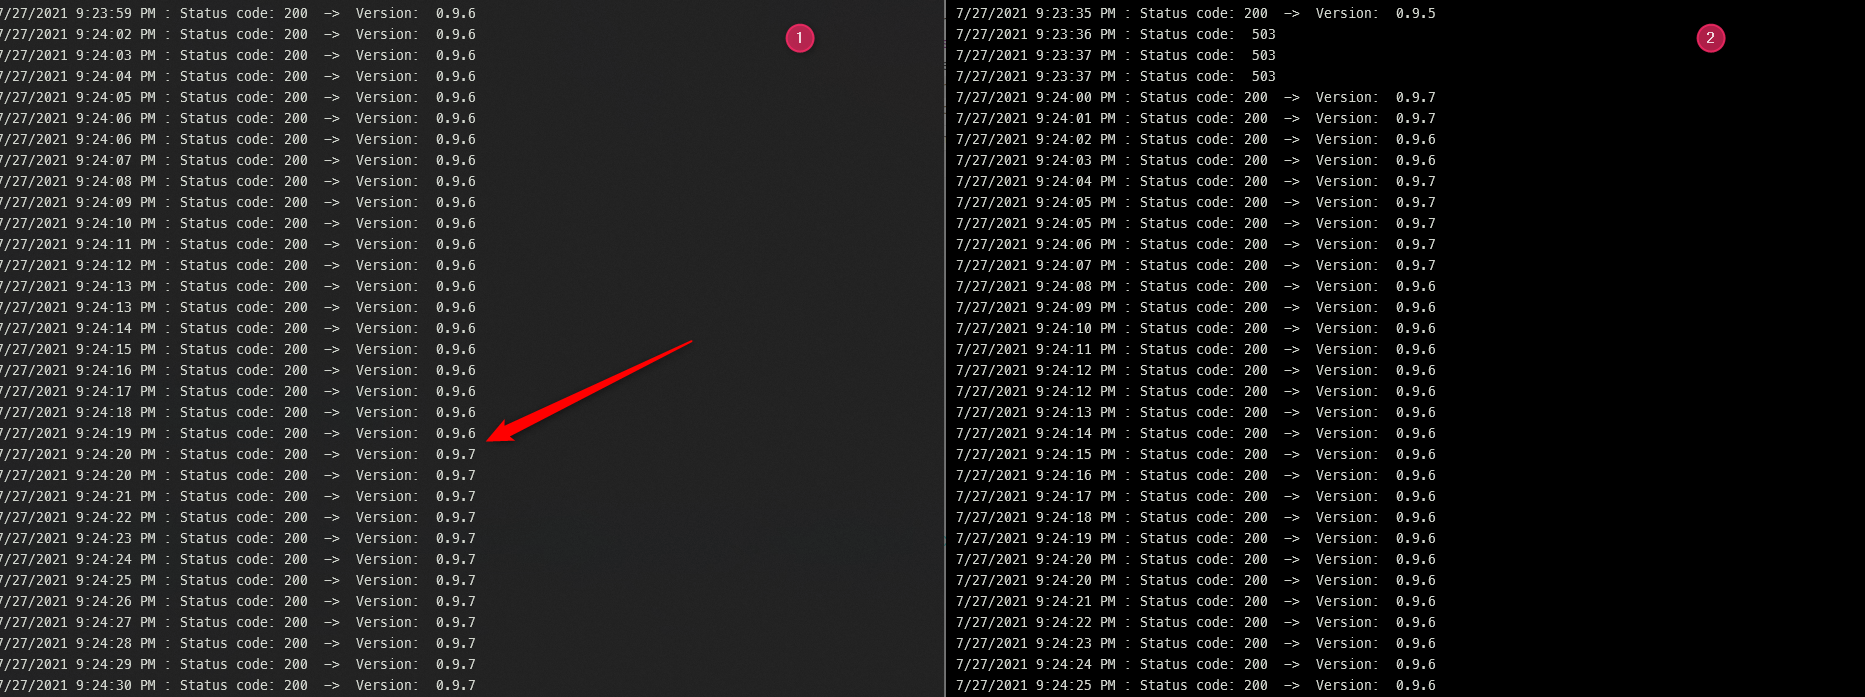 7/27/2021 9:23:59 PM : Status code: 200 -> Version: 0.9.6
7/27/2021 9:24:02 PM : Status code: 200 -> Version: 0.9.6
7/27/2021 9:24:03 PM : Status code: 200 -> Version: 0.9.6
7/27/2021 9:24:04 PM : Status code: 200 -> Version: 0.9.6
7/27/2021 9:24:05 PM : Status code: 200 -> Version: 0.9.6
7/27/2021 9:24:06 PM : Status code: 200 -> Version: 0.9.6
7/27/2021 9:24:06 PM : Status code: 200 -> Version: 0.9.6
7/27/2021 9:24:07 PM : Status code: 200 -> Version: 0.9.6
7/27/2021 9:24:08 PM : Status code: 200 -> Version: 0.9.6
7/27/2021 9:24:09 PM : Status code: 200 -> Version: 0.9.6
7/27/2021 9:24:10 PM : Status code: 200 -> Version: 0.9.6
7/27/2021 9:24:11 PM : Status code: 200 -> Version: 0.9.6
7/27/2021 9:24:12 PM : Status code: 200 -> Version: 0.9.6
7/27/2021 9:24:13 PM : Status code: 200 -> Version: 0.9.6
7/27/2021 9:24:13 PM : Status code: 200 -> Version: 0.9.6
7/27/2021 9:24:14 PM : Status code: 200 -> Version: 0.9.6
7/27/2021 9:24:15 PM : Status code: 200 -> Version: 0.9.6
7/27/2021 9:24:16 PM : Status code: 200 -> Version: 0.9.6
7/27/2021 9:24:17 PM : Status code: 200 -> Version: 0.9.6
7/27/2021 9:24:18 PM : Status code: 200 -> Version: 0.9.6
7/27/2021 9:24:19 PM : Status code: 200 -> Version: 0.9.6
7/27/2021 9:24:20 PM : Status code: 200 -> Version: 0.9.7
7/27/2021 9:24:20 PM : Status code: 200 -> Version: 0.9.7
7/27/2021 9:24:21 PM : Status code: 200 -> Version: 0.9.7
7/27/2021 9:24:22 PM : Status code: 200 -> Version: 0.9.7
7/27/2021 9:24:23 PM : Status code: 200 -> Version: 0.9.7
7/27/2021 9:24:24 PM : Status code: 200 -> Version: 0.9.7
7/27/2021 9:24:25 PM : Status code: 200 -> Version: 0.9.7
7/27/2021 9:24:26 PM : Status code: 200 -> Version: 0.9.7
7/27/2021 9:24:27 PM : Status code: 200 -> Version: 0.9.7
7/27/2021 9:24:28 PM : Status code: 200 -> Version: 0.9.7
7/27/2021 9:24:29 PM : Status code: 200 -> Version: 0.9.7
7/27/2021 9:24:30 PM : Status code: 200 -> Version: 0.9.7
1
7/27/2021 9:23:35 PM : Status code: 200 -> Version: 0.9.5
7/27/2021 9:23:36 PM : Status code: 503
7/27/2021 9:23:37 PM : Status code: 503
7/27/2021 9:23:37 PM : Status code: 503
7/27/2021 9:24:00 PM : Status code: 200 -> Version: 0.9.7
7/27/2021 9:24:01 PM : Status code: 200 -> Version: 0.9.7
7/27/2021 9:24:02 PM : Status code: 200 -> Version: 0.9.6
7/27/2021 9:24:03 PM : Status code: 200 -> Version: 0.9.6
7/27/2021 9:24:04 PM : Status code: 200 -> Version: 0.9.7
7/27/2021 9:24:05 PM : Status code: 200 -> Version: 0.9.7
7/27/2021 9:24:05 PM : Status code: 200 -> Version: 0.9.7
7/27/2021 9:24:06 PM : Status code: 200 -> Version: 0.9.7
7/27/2021 9:24:07 PM : Status code: 200 -> Version: 0.9.7
7/27/2021 9:24:08 PM : Status code: 200 -> Version: 0.9.6
7/27/2021 9:24:09 PM : Status code: 200 -> Version: 0.9.6
7/27/2021 9:24:10 PM : Status code: 200 -> Version: 0.9.6
7/27/2021 9:24:11 PM : Status code: 200 -> Version: 0.9.6
7/27/2021 9:24:12 PM : Status code: 200 -> Version: 0.9.6
7/27/2021 9:24:12 PM : Status code: 200 -> Version: 0.9.6
7/27/2021 9:24:13 PM : Status code: 200 -> Version: 0.9.6
7/27/2021 9:24:14 PM : Status code: 200 -> Version: 0.9.6
7/27/2021 9:24:15 PM : Status code: 200 -> Version: 0.9.6
7/27/2021 9:24:16 PM : Status code: 200 -> Version: 0.9.6
7/27/2021 9:24:17 PM : Status code: 200 -> Version: 0.9.6
7/27/2021 9:24:18 PM : Status code: 200 -> Version: 0.9.6
7/27/2021 9:24:19 PM : Status code: 200 -> Version: 0.9.6
7/27/2021 9:24:20 PM : Status code: 200 -> Version: 0.9.6
7/27/2021 9:24:20 PM : Status code: 200 -> Version: 0.9.6
7/27/2021 9:24:21 PM : Status code: 200 -> Version: 0.9.6
7/27/2021 9:24:22 PM : Status code: 200 -> Version: 0.9.6
7/27/2021 9:24:23 PM : Status code: 200 -> Version: 0.9.6
7/27/2021 9:24:24 PM : Status code: 200 -> Version: 0.9.6
7/27/2021 9:24:25 PM : Status code: 200 -> Version: 0.9.6
2